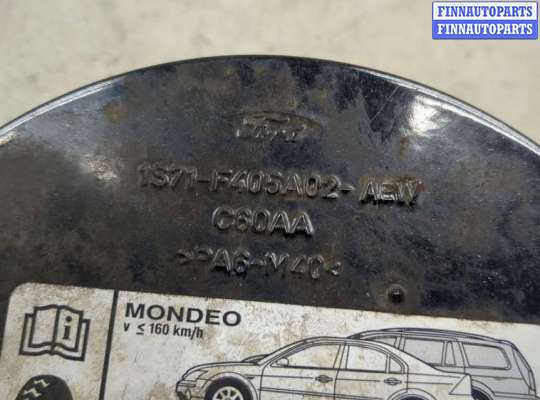 FINNAUTOPARTS
FINNAUTOPARTS
Ford
1S71-F405A02-AEW
C60AA
>PA6-M40<
MONDEO
v ≤ 160 km/h